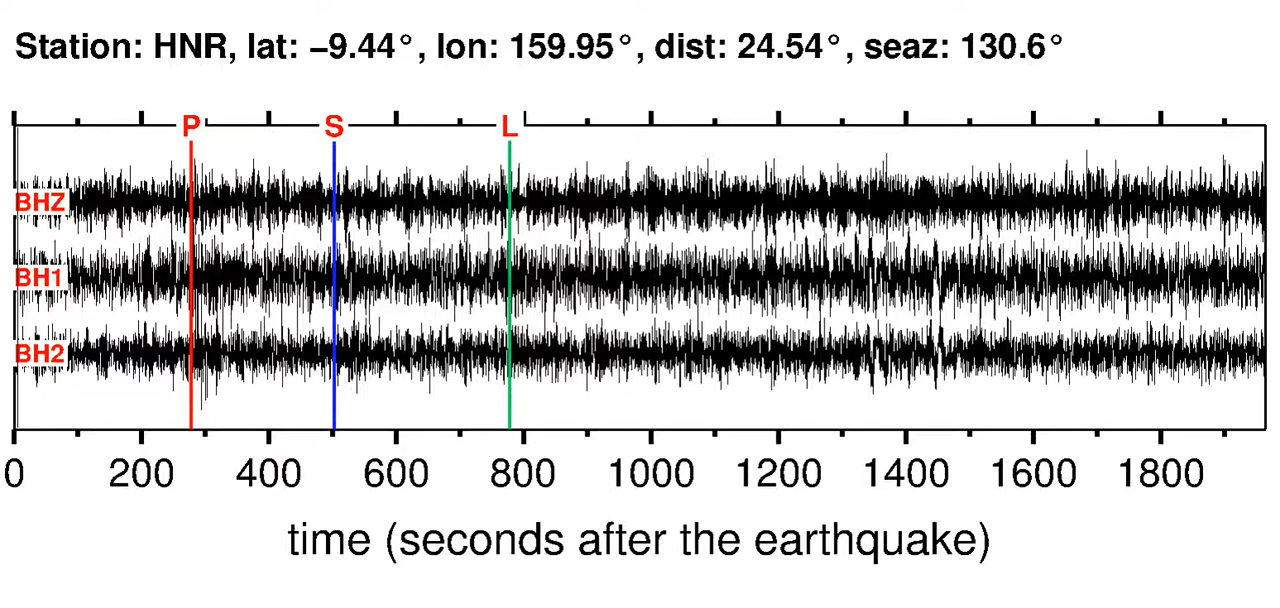 Station: HNR, lat: −9.44°, lon: 159.95°, dist: 24.54°, seaz: 130.6°
P S L
BHZ
BH1
BH2
0 200 400 600 800 1000 1200 1400 1600 1800
time (seconds after the earthquake)